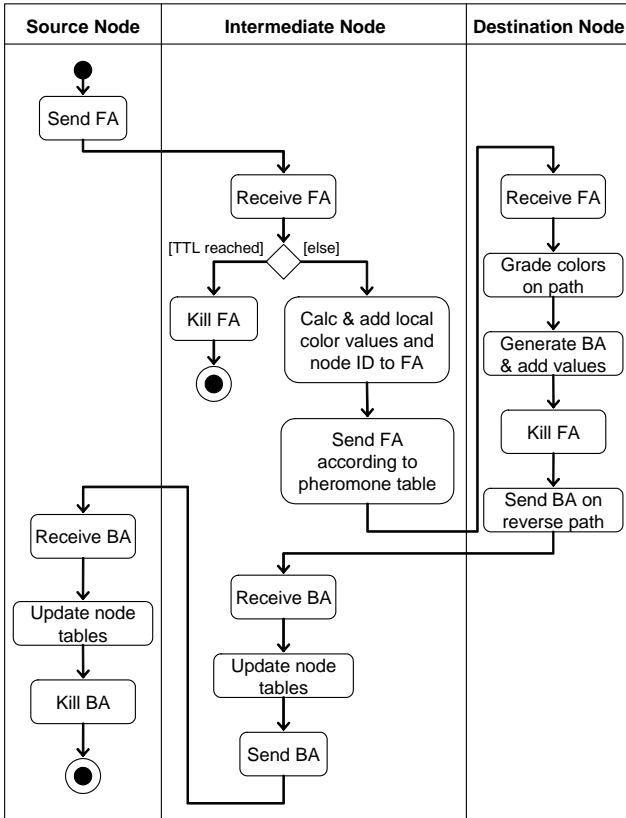 Source Node
Intermediate Node
Destination Node
Send FA
Receive FA
[TTL reached]
[else]
Kill FA
Calc & add local
color values and
node ID to FA
Send FA
according to
pheromone table
Receive FA
Grade colors
on path
Generate BA
& add values
Kill FA
Send BA on
reverse path
Receive BA
Update node
tables
Send BA
Receive BA
Update node
tables
Kill BA